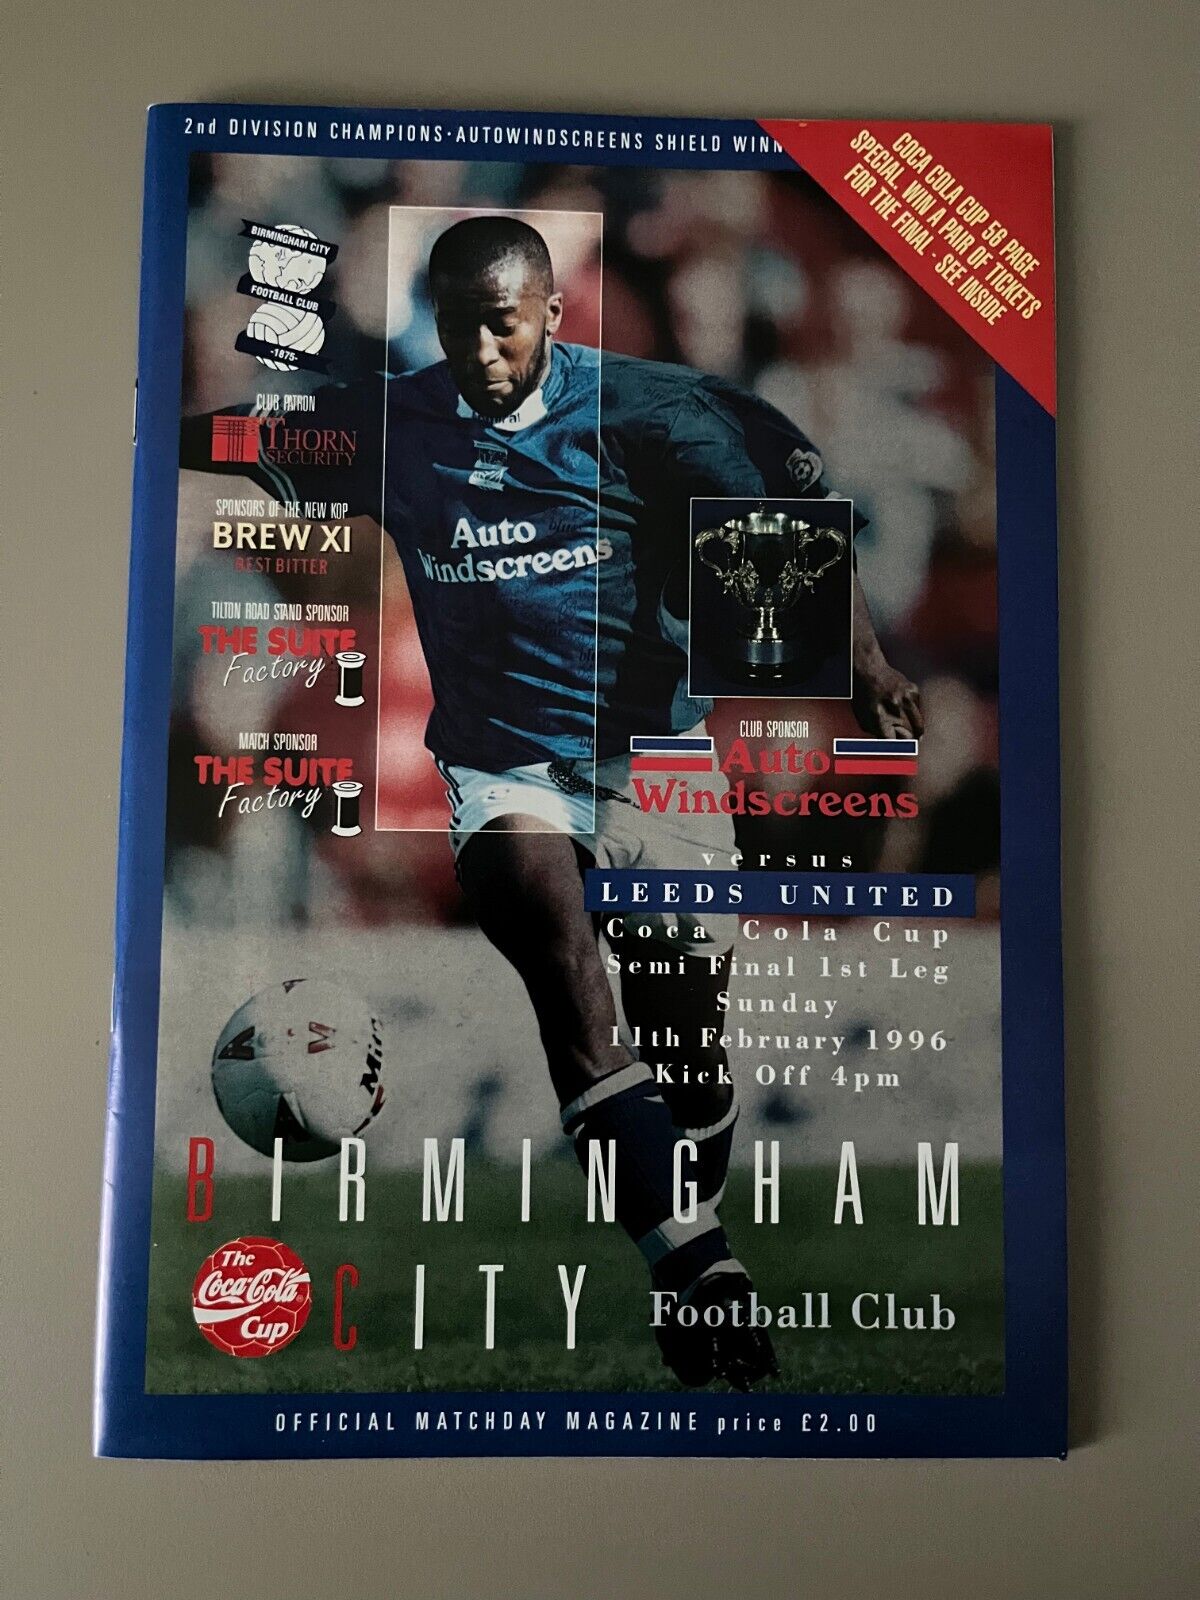 2nd DIVISION CHAMPIONS·AUTOWINDSCREENS SHIELD WINN
COCA COLA CUP 56 PAGE
SPECIAL. WIN A PAIR OF TICKETS
FOR THE FINAL - SEE INSIDE
BIRMINGHAM CITY
FOOTBALL CLUB
-1875-
CLUB PATRON
THORN
SECURITY
SPONSORS OF THE NEW KOP
BREW XI
BEST BITTER
TILTON ROAD STAND SPONSOR
THE SUITE
Factory
MATCH SPONSOR
THE SUITE
Factory
Auto
Windscreens
CLUB SPONSOR
Auto
Windscreens
versus
LEEDS UNITED
Coca Cola Cup
Semi Final 1st Leg
Sunday
11th February 1996
Kick Off 4pm
Mitre
BIRMINGHAM
The
Coca-Cola
Cup
CITY
Football Club
OFFICIAL MATCHDAY MAGAZINE price £2.00